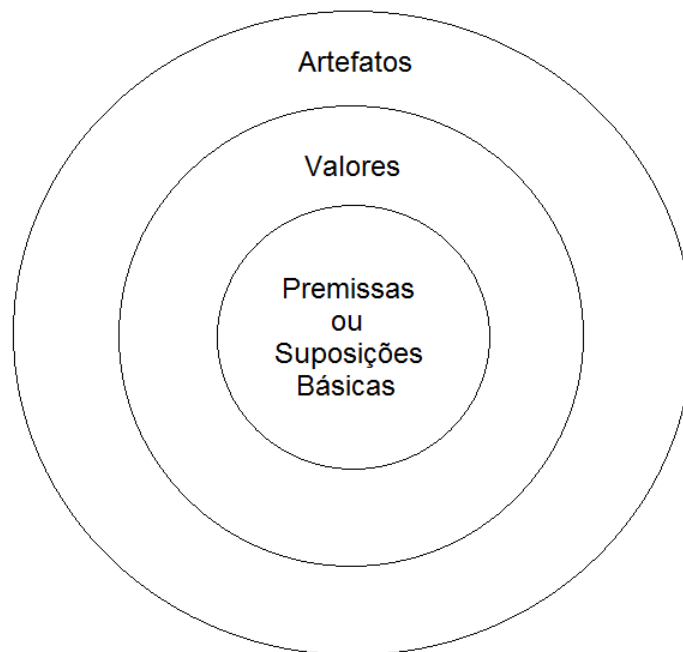 Artefatos
Valores
Premissas
ou
Suposições
Básicas